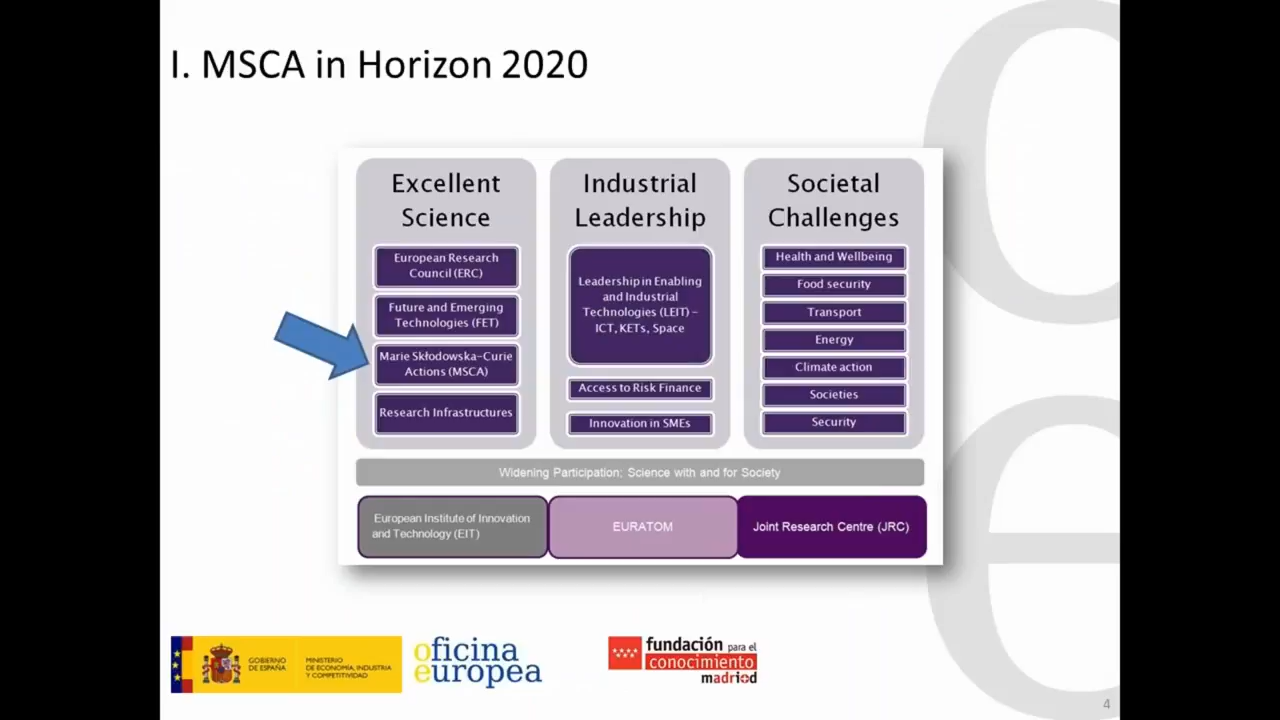 I. MSCA in Horizon 2020
Excellent
Science
European Research
Council (ERC)
Future and Emerging
Technologies (FET)
Marie Skłodowska-Curie
Actions (MSCA)
Research Infrastructures
Industrial
Leadership
Leadership in Enabling
and Industrial
Technologies (LEIT) -
ICT, KETs, Space
Access to Risk Finance
Innovation in SMEs
Societal
Challenges
Health and Wellbeing
Food security
Transport
Energy
Climate action
Societies
Security
Widening Participation; Science with and for Society
European Institute of Innovation
and Technology (EIT)
EURATOM
Joint Research Centre (JRC)
GOBIERNO
DE ESPAÑA
MINISTERIO
DE ECONOMÍA, INDUSTRIA
Y COMPETITIVIDAD
oficina
europea
fundación para el
conocimiento
madri+d
oe
4